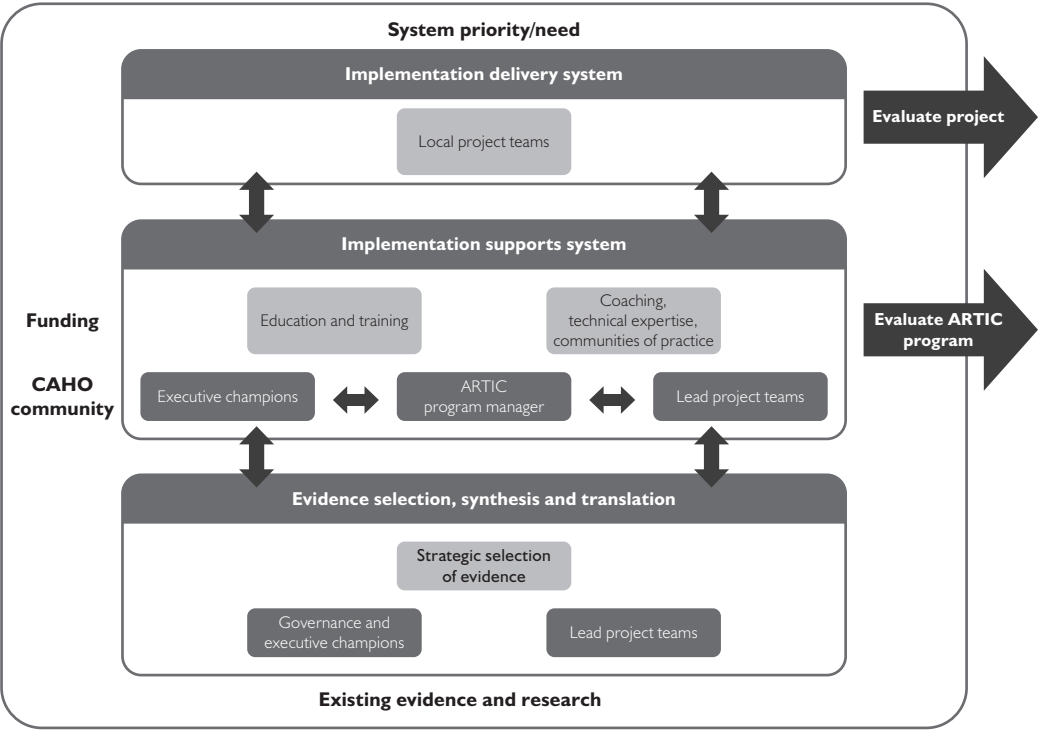 System priority/need
Implementation delivery system
Local project teams
Evaluate project
Implementation supports system
Education and training
Coaching,
technical expertise,
communities of practice
Funding
Evaluate ARTIC
program
CAHO
community
Executive champions
ARTIC
program manager
Lead project teams
Evidence selection, synthesis and translation
Strategic selection
of evidence
Governance and
executive champions
Lead project teams
Existing evidence and research